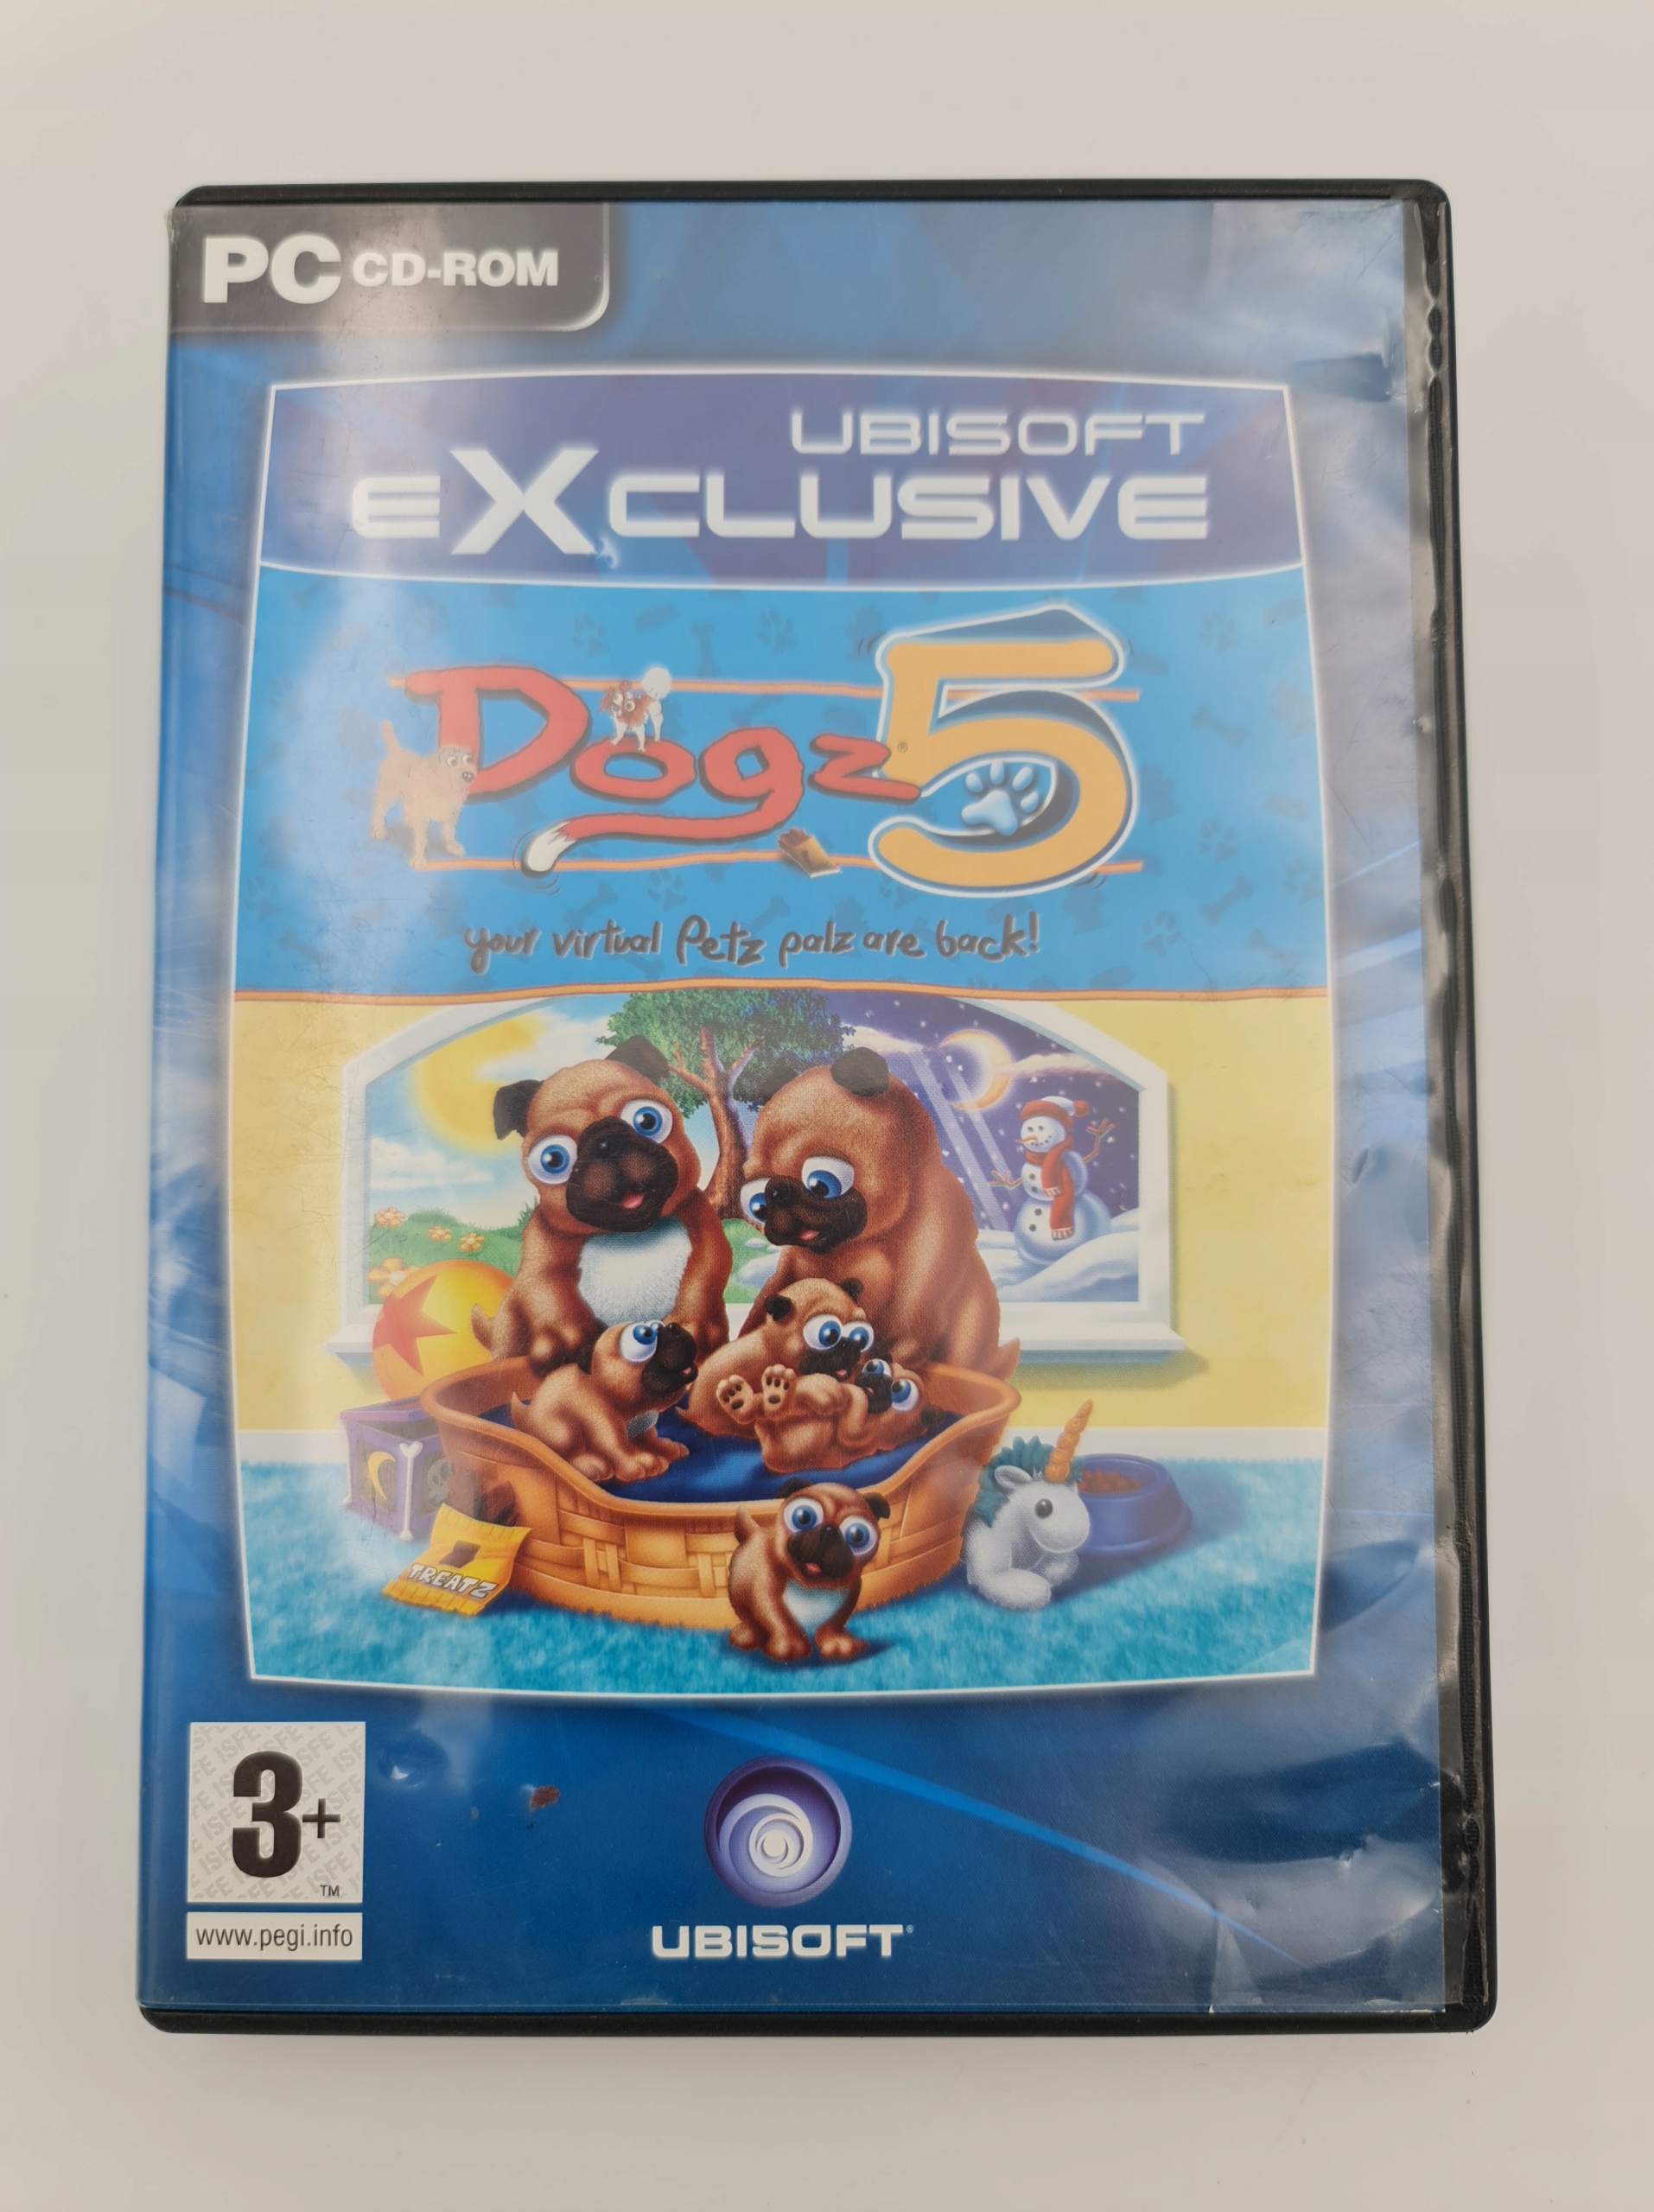 PC CD-ROM
UBISOFT
eXCLUSIVE
Dogz® 5
your virtual Petz palz are back!
TREATZ
3+
TM
www.pegi.info
UBISOFT®